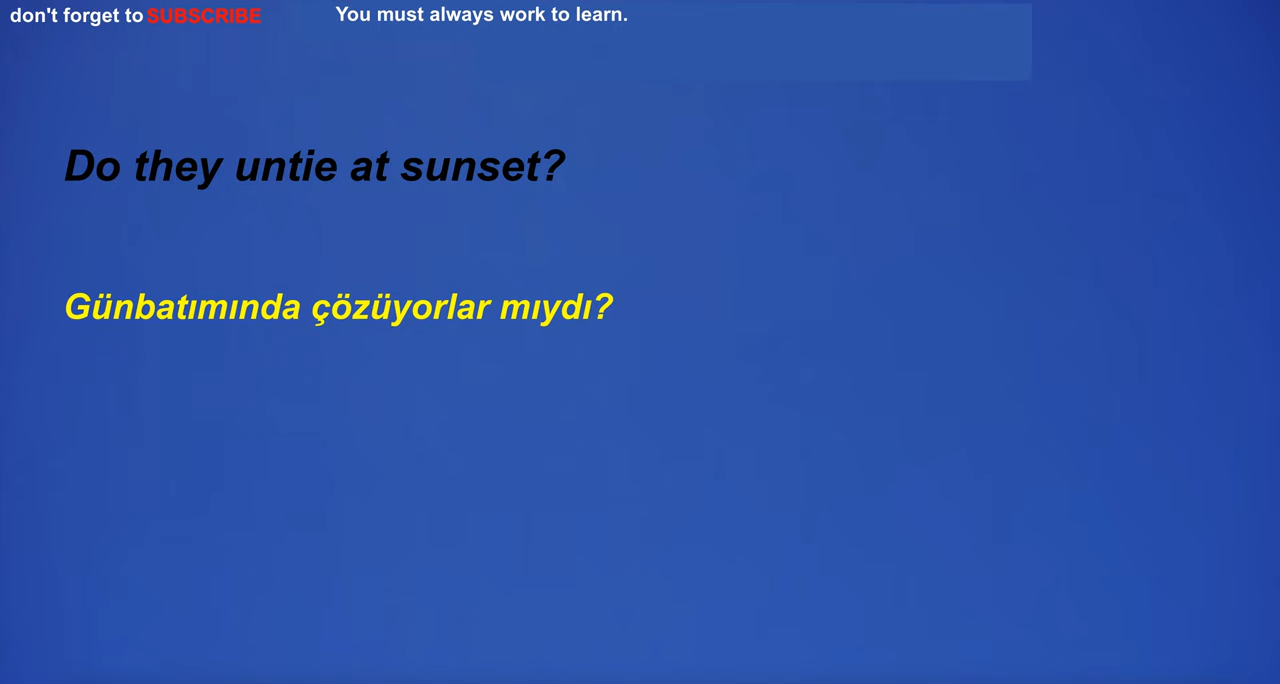 don't forget to SUBSCRIBE
You must always work to learn.
Do they untie at sunset?
Günbatımında çözüyorlar mıydı?